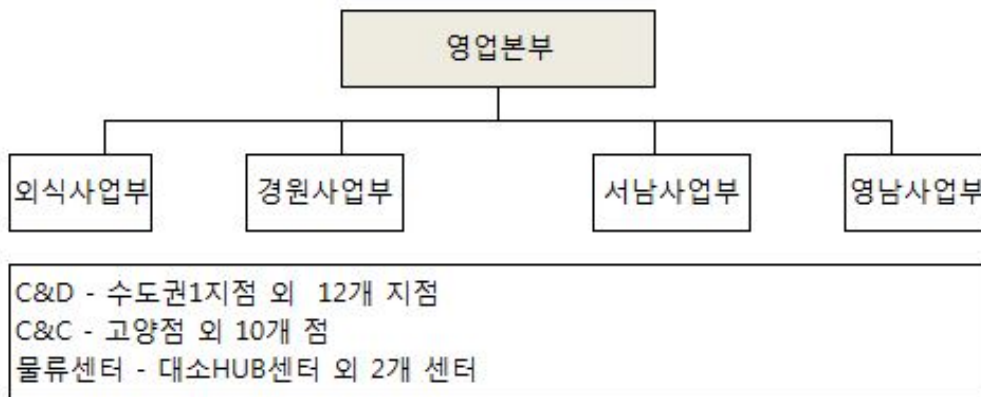 영업본부
외식사업부 경원사업부 서남사업부 영남사업부
C&D - 수도권1지점 외 12개 지점
C&C - 고양점 외 10개 점
물류센터 - 대소HUB센터 외 2개 센터